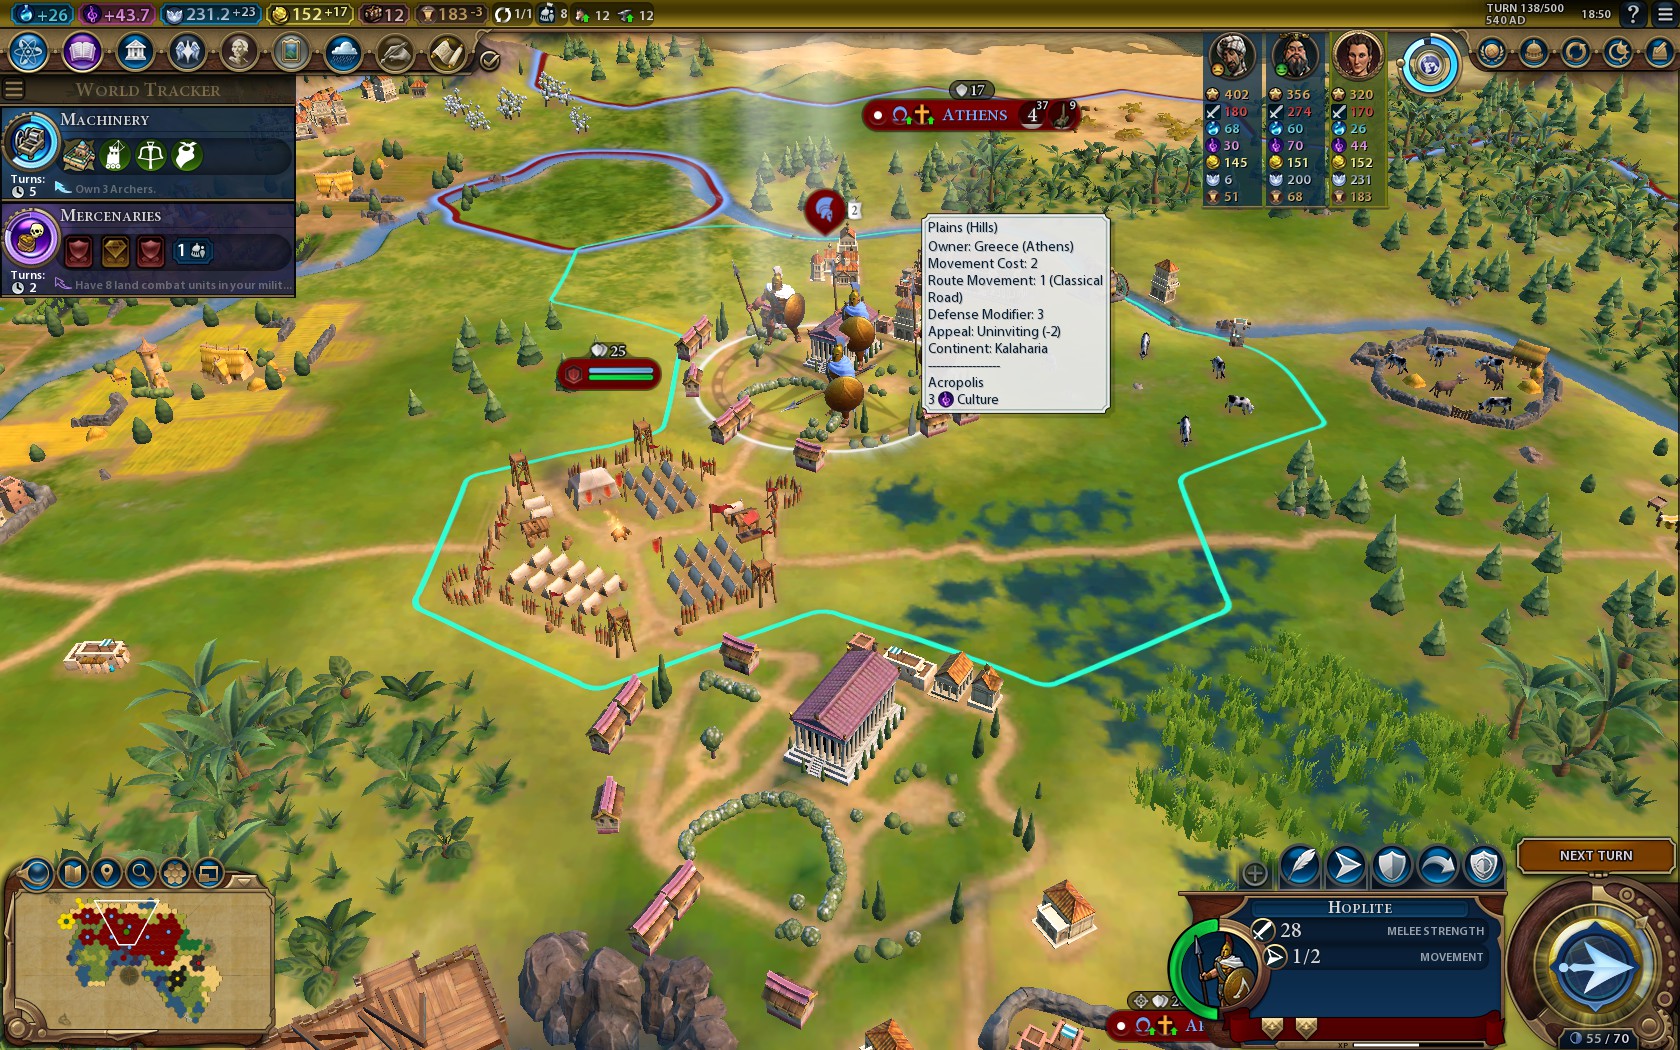 +26
+43.7
231.2 +23
152 +17
12
183 -3
1/1
8
12
12
TURN 138/500
540 AD
18:50
?
WORLD TRACKER
MACHINERY
Turns:
5
Own 3 Archers.
MERCENARIES
1
Turns:
2
Have 8 land combat units in your milit...
402
180
68
30
145
6
51
356
274
60
70
151
200
68
320
170
26
44
152
231
183
17
ATHENS
4
37
9
2
25
Plains (Hills)
Owner: Greece (Athens)
Movement Cost: 2
Route Movement: 1 (Classical
Road)
Defense Modifier: 3
Appeal: Uninviting (-2)
Continent: Kalaharia
--------------------
Acropolis
3 Culture
NEXT TURN
HOPLITE
28 MELEE STRENGTH
1/2 MOVEMENT
XP
55 / 70